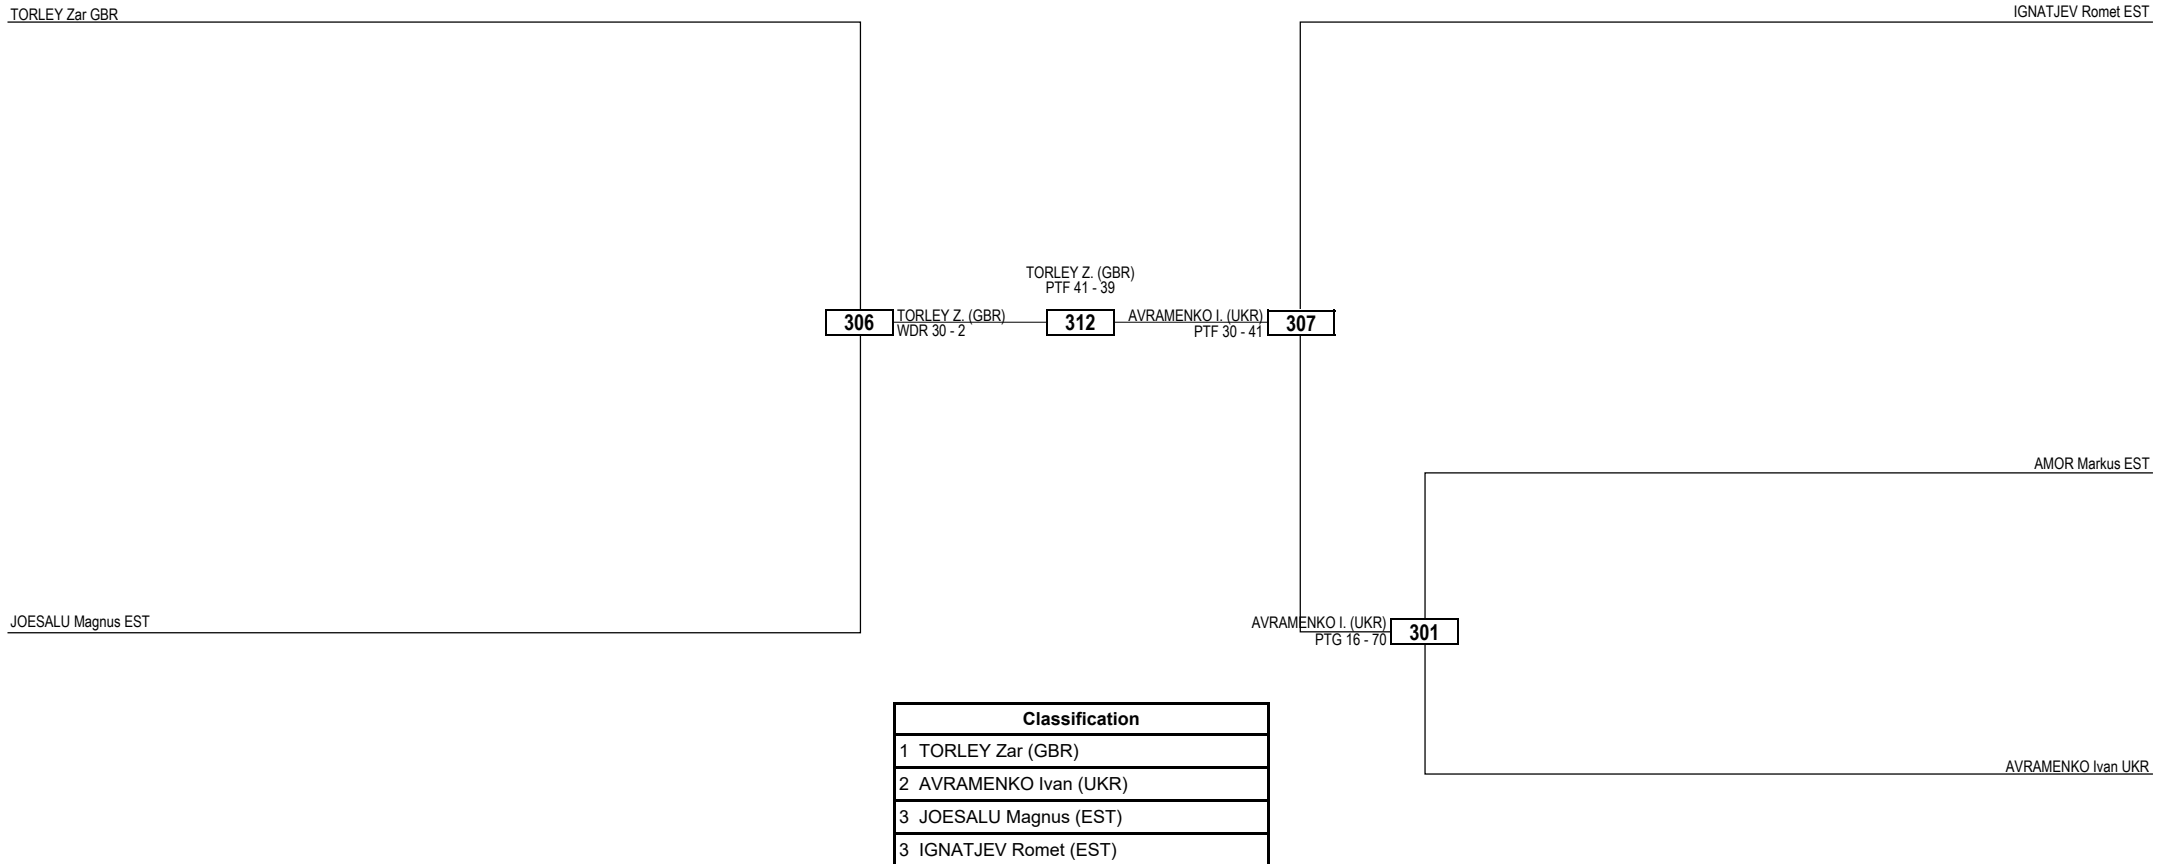 TORLEY Zar GBR
IGNATJEV Romet EST
TORLEY Z. (GBR)
PTF 41 - 39
306
TORLEY Z. (GBR)
WDR 30 - 2
312
AVRAMENKO I. (UKR)
PTF 30 - 41
307
AMOR Markus EST
JOESALU Magnus EST
AVRAMENKO I. (UKR)
PTG 16 - 70
301
AVRAMENKO Ivan UKR
Classification
1 TORLEY Zar (GBR)
2 AVRAMENKO Ivan (UKR)
3 JOESALU Magnus (EST)
3 IGNATJEV Romet (EST)